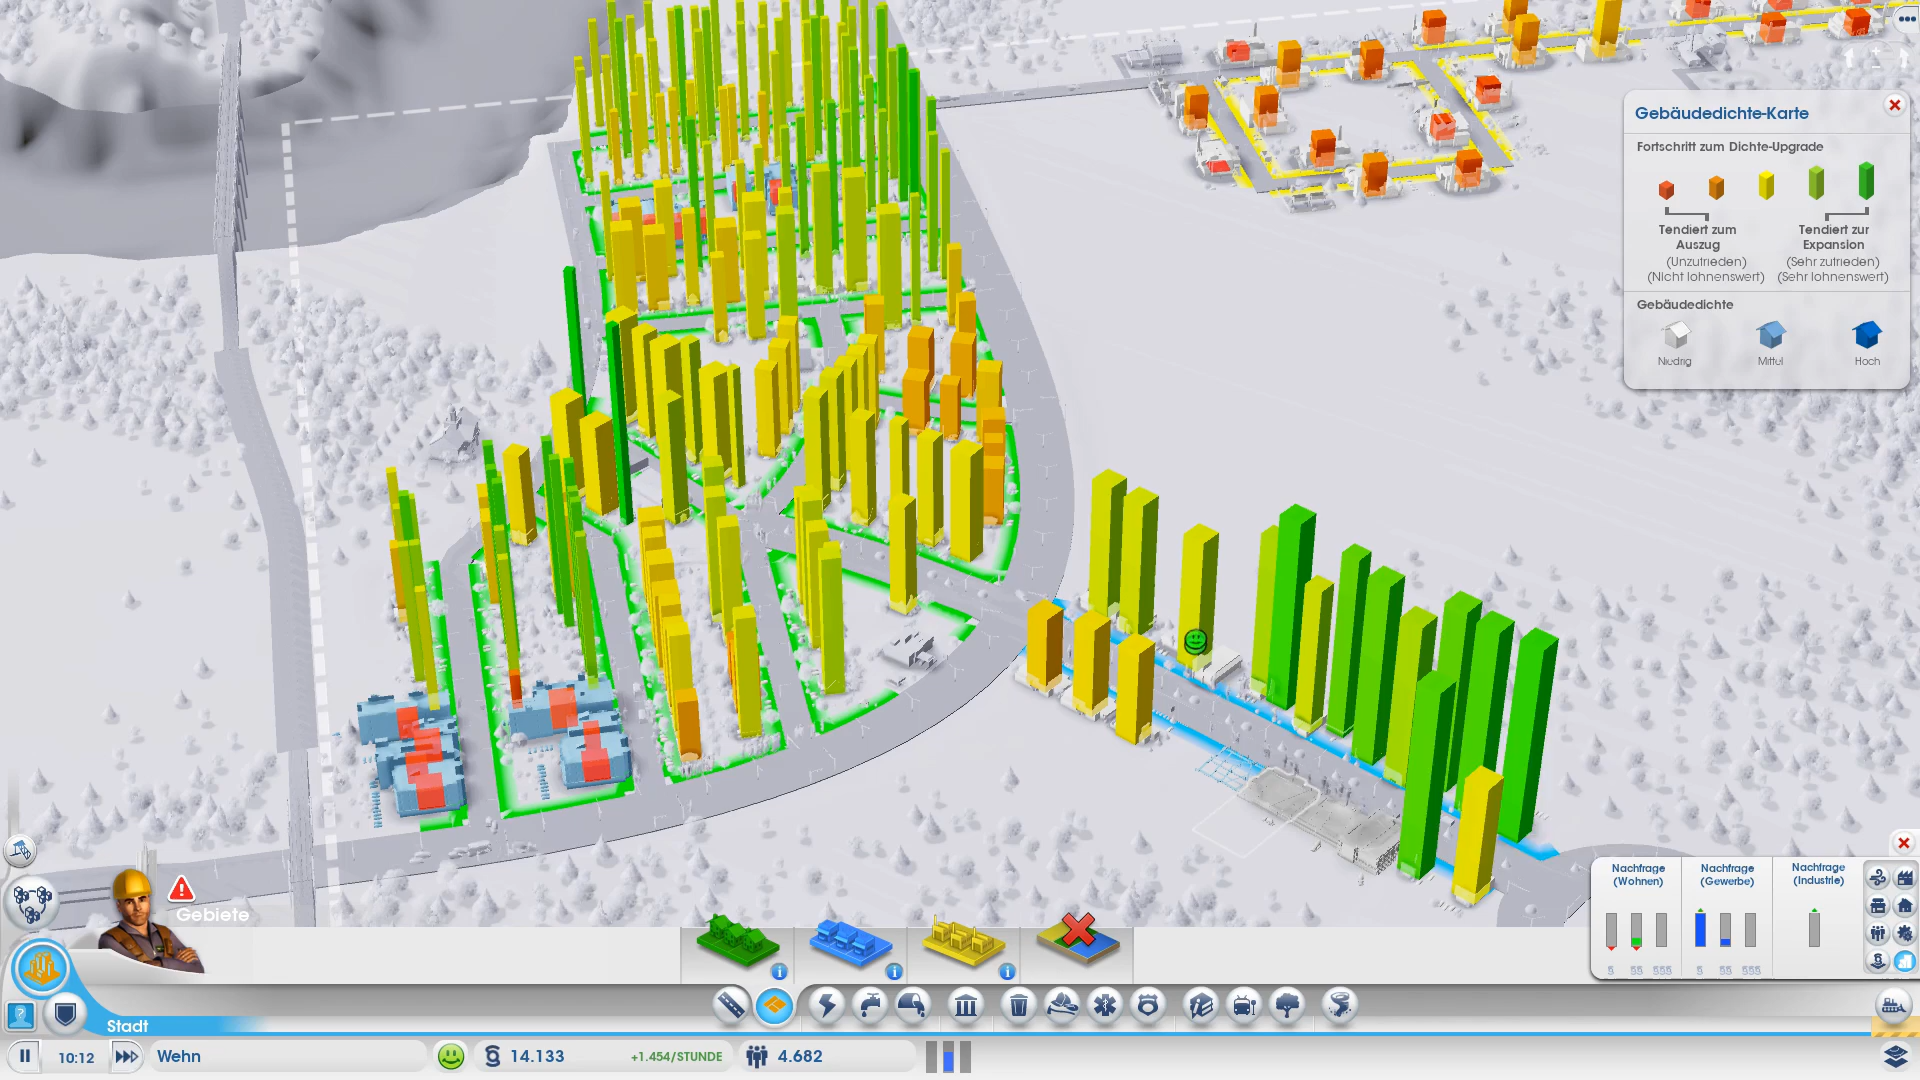 Gebäudedichte-Karte
Fortschritt zum Dichte-Upgrade
Tendiert zum Auszug
(Unzutrieden)
(Nicht lohnenswert)
Tendiert zur Expansion
(Sehr zutrieden)
(Sehr lohnenswert)
Gebäudedichte
Niedrig
Mittel
Hoch
Nachfrage (Wohnen)
Nachfrage (Gewerbe)
Nachfrage (Industrie)
§ §§ §§§
§ §§ §§§
Gebiete
Stadt
10:12
Wehn
14.133
+1.454/STUNDE
4.682